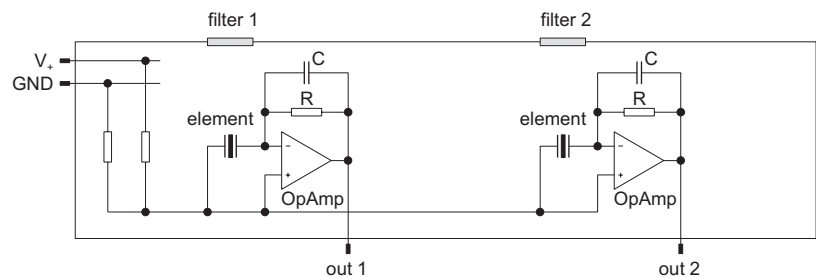 filter 1 filter 2
V+
GND
C C
R R
element element
− −
+ +
OpAmp OpAmp
out 1 out 2